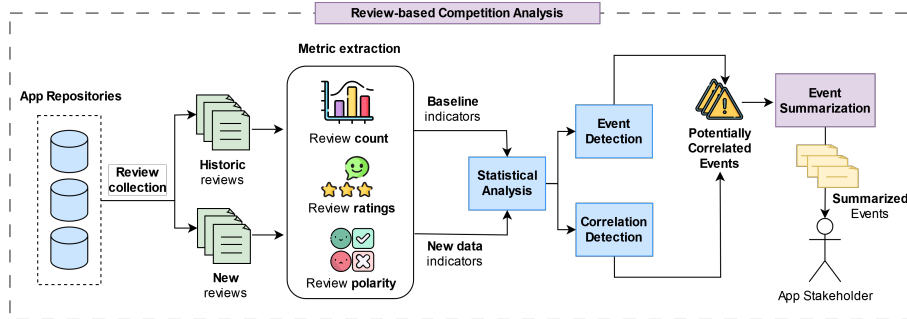 Review-based Competition Analysis
App Repositories
Review
collection
Historic
reviews
New
reviews
Metric extraction
Review count
Review ratings
Review polarity
Baseline
indicators
New data
indicators
Statistical
Analysis
Event
Detection
Correlation
Detection
Potentially
Correlated
Events
Event
Summarization
Summarized
Events
App Stakeholder